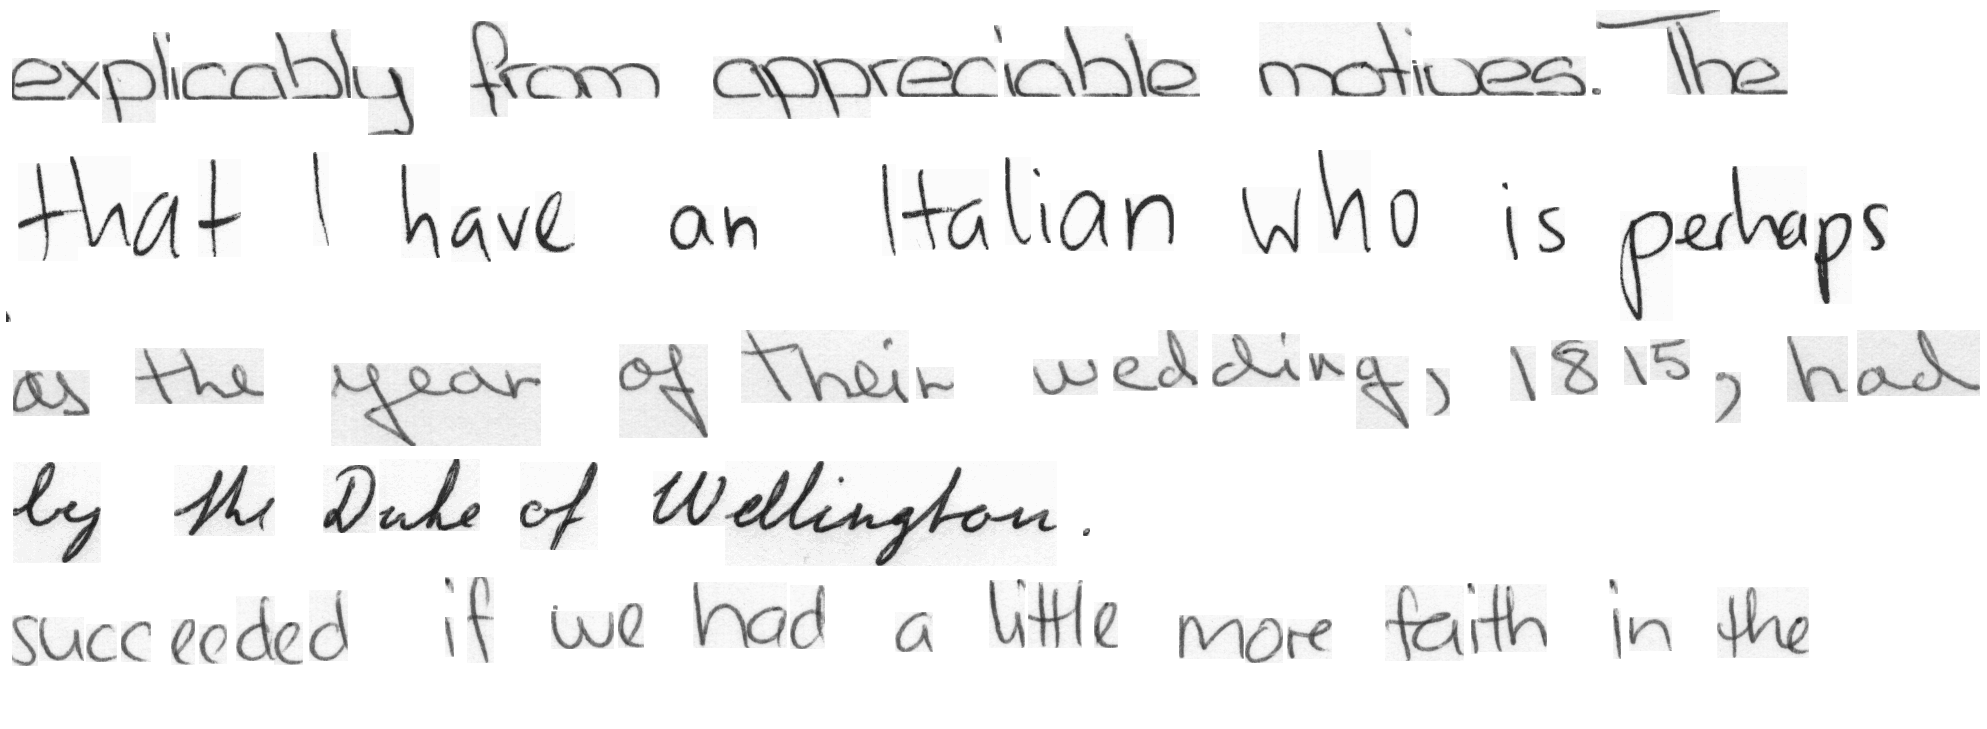 explicably from appreciable motives. The
that I have an Italian who is perhaps
as the year of their wedding, 1815, had
by the Duke of Wellington.
succeeded if we had a little more faith in the